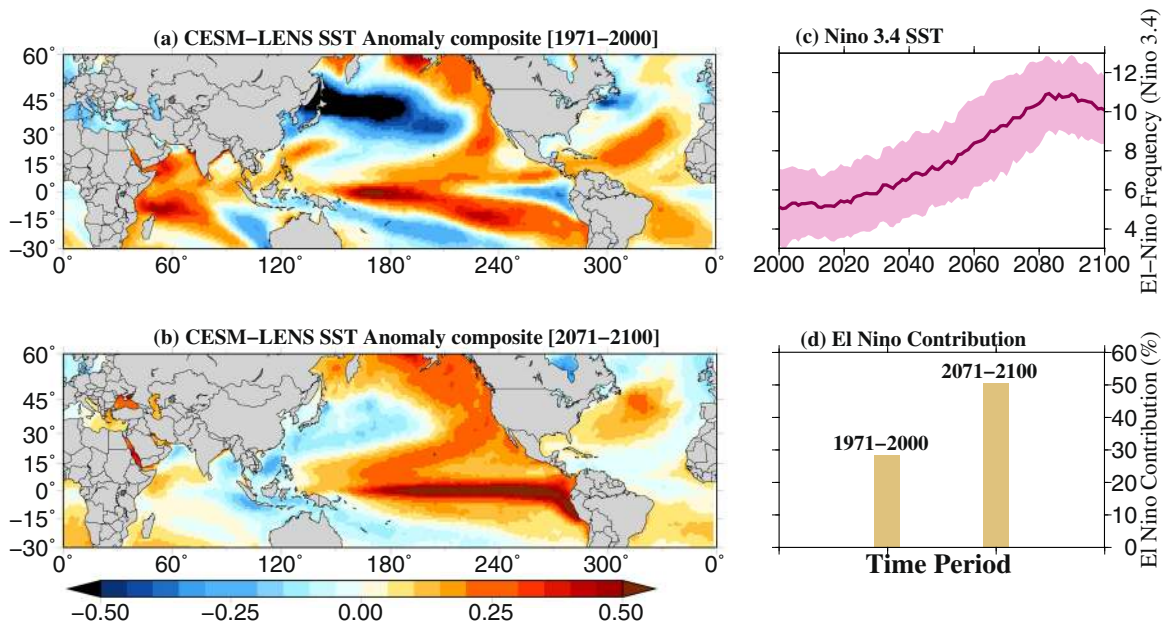 (a) CESM−LENS SST Anomaly composite [1971−2000]
60°
45°
30°
15
0°
−15°
−30
0° 60° 120° 180° 240° 300° 0°
(b) CESM−LENS SST Anomaly composite [2071−2100]
60°
45°
30°
15
0°
−15°
−30
0° 60° 120° 180° 240° 300° 0°
−0.50 −0.25 0.00 0.25 0.50
(c) Nino 3.4 SST
12
10
8
6
4
El−Nino Frequency (Nino 3.4)
2000 2020 2040 2060 2080 2100
(d) El Nino Contribution
60
50
40
30
20
10
0
El Nino Contribution (%)
2071−2100
1971−2000
Time Period